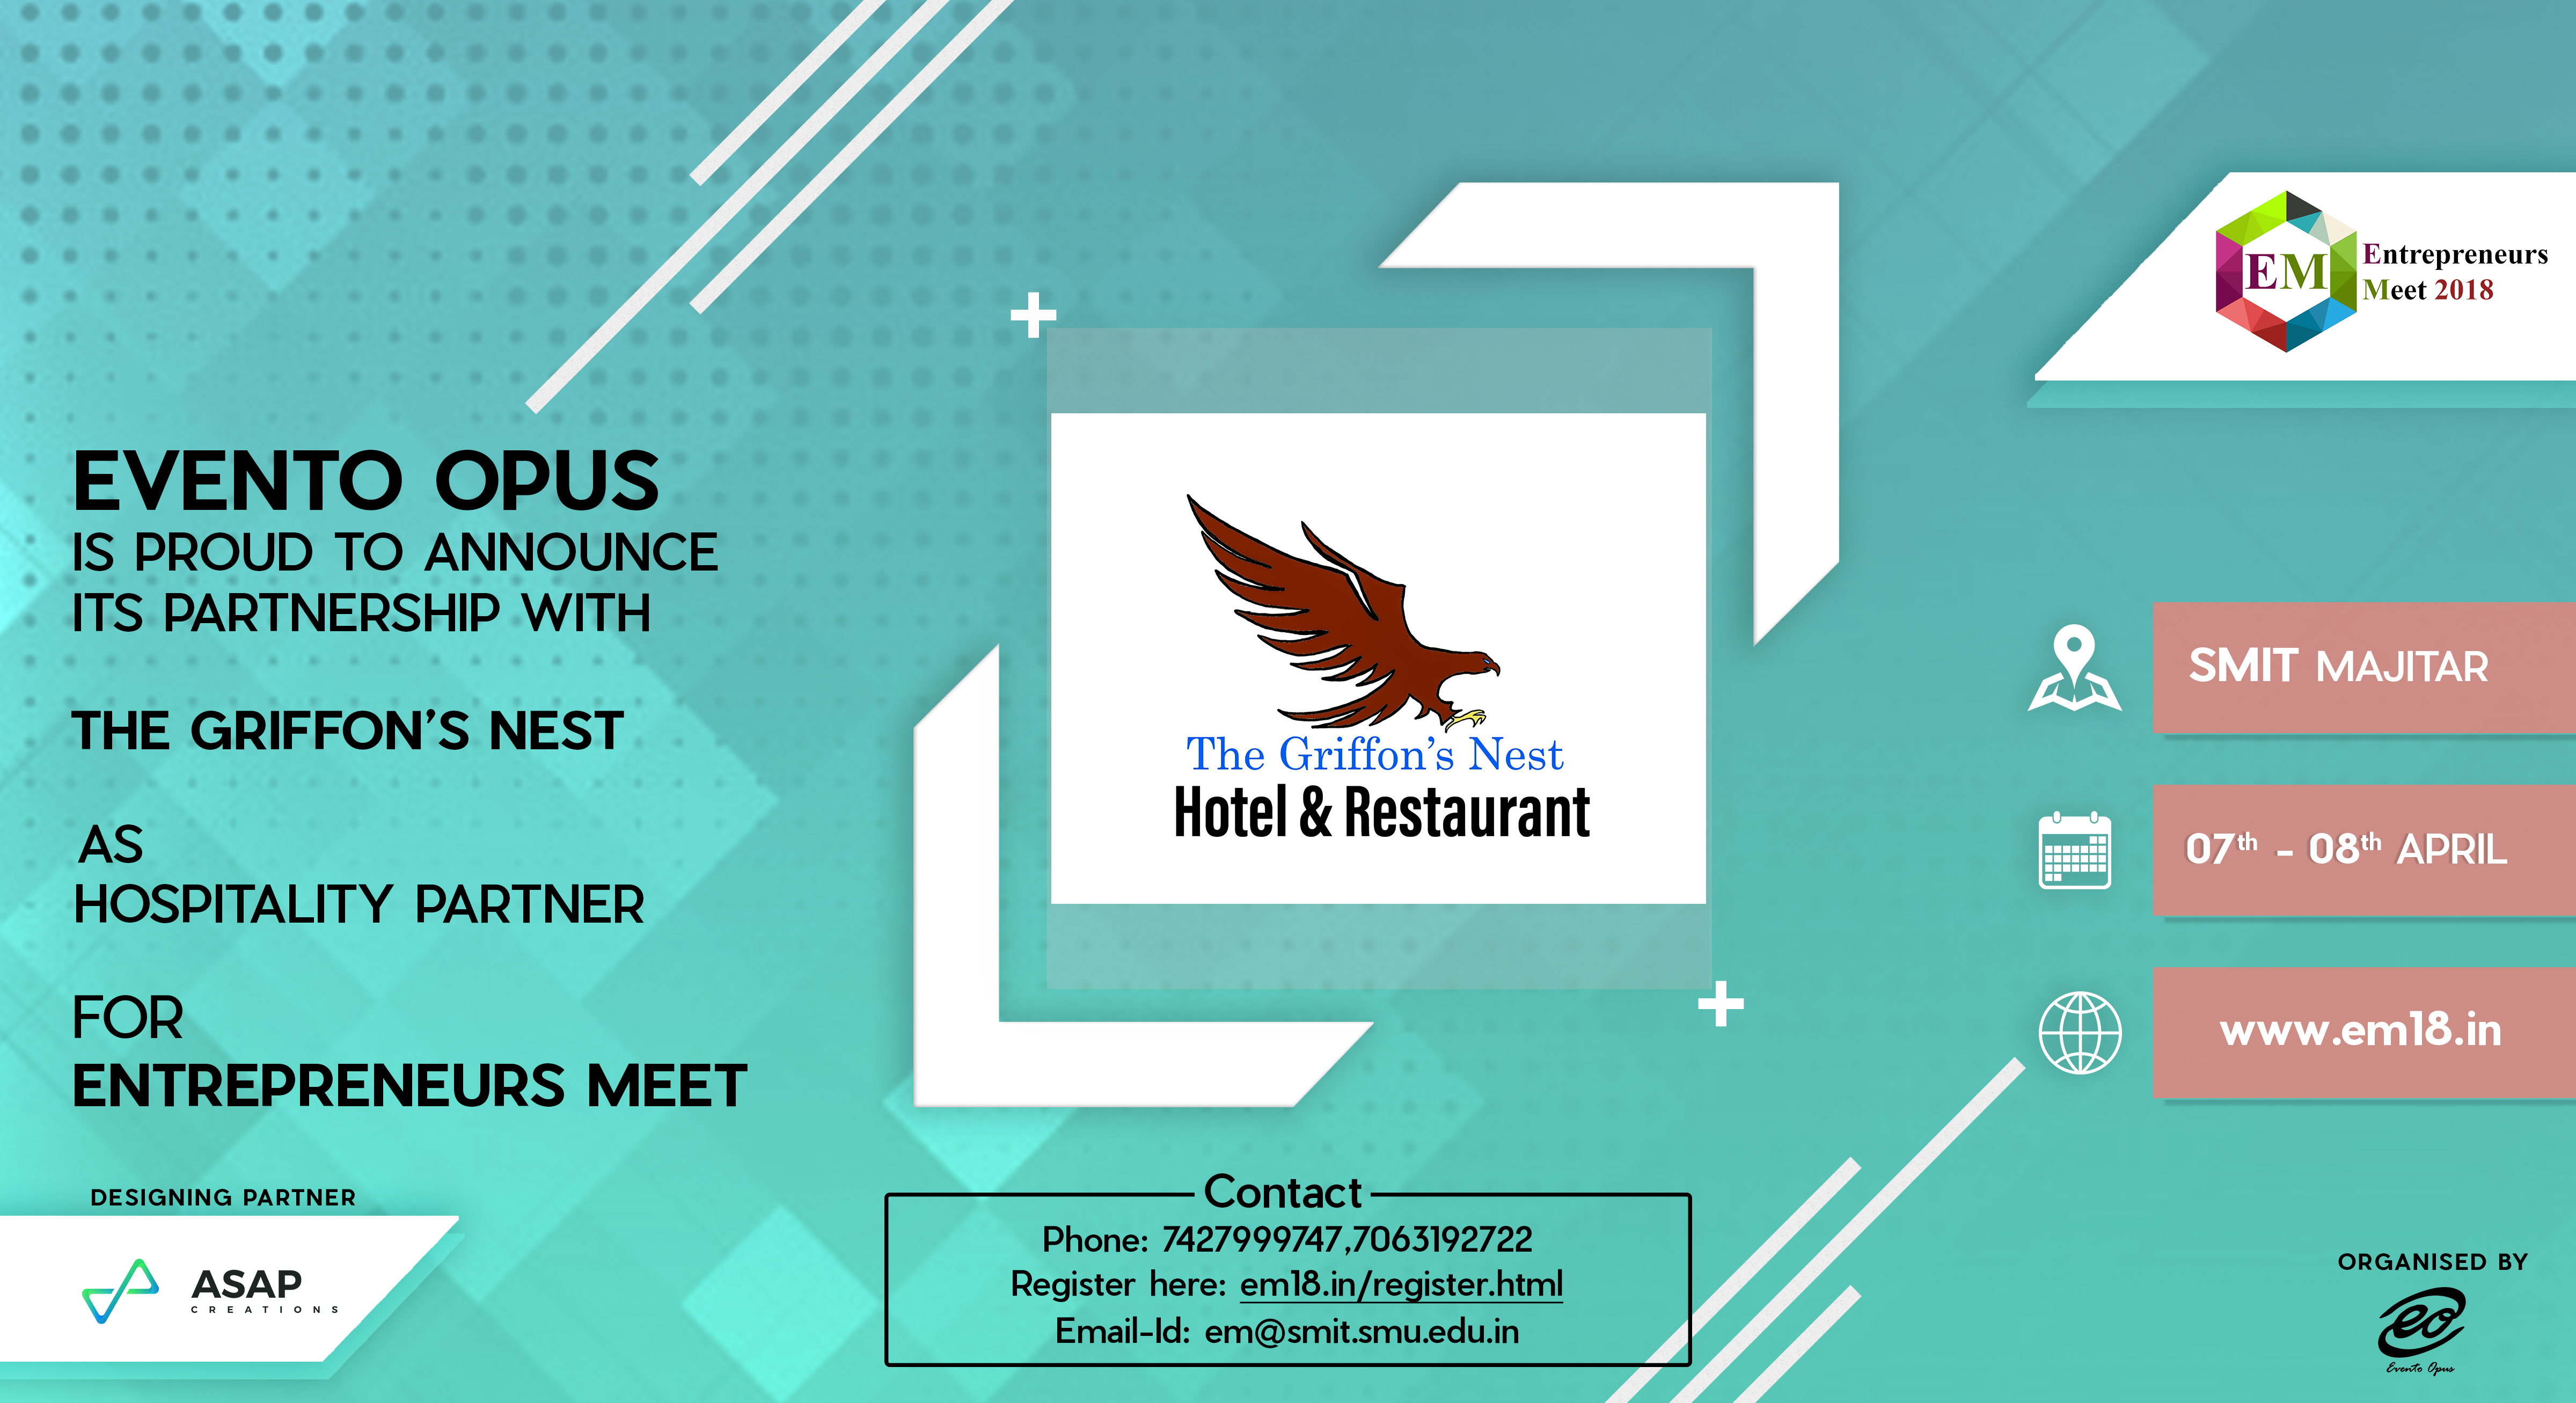 EVENTO OPUS
IS PROUD TO ANNOUNCE
ITS PARTNERSHIP WITH
THE GRIFFON’S NEST
AS
HOSPITALITY PARTNER
FOR
ENTREPRENEURS MEET
DESIGNING PARTNER
ASAP
CREATIONS
The Griffon’s Nest
Hotel & Restaurant
Contact
Phone: 7427999747,7063192722
Register here: em18.in/register.html
Email-Id: em@smit.smu.edu.in
EM
Entrepreneurs
Meet 2018
SMIT MAJITAR
07th - 08th APRIL
www.em18.in
ORGANISED BY
eo
Evento Opus